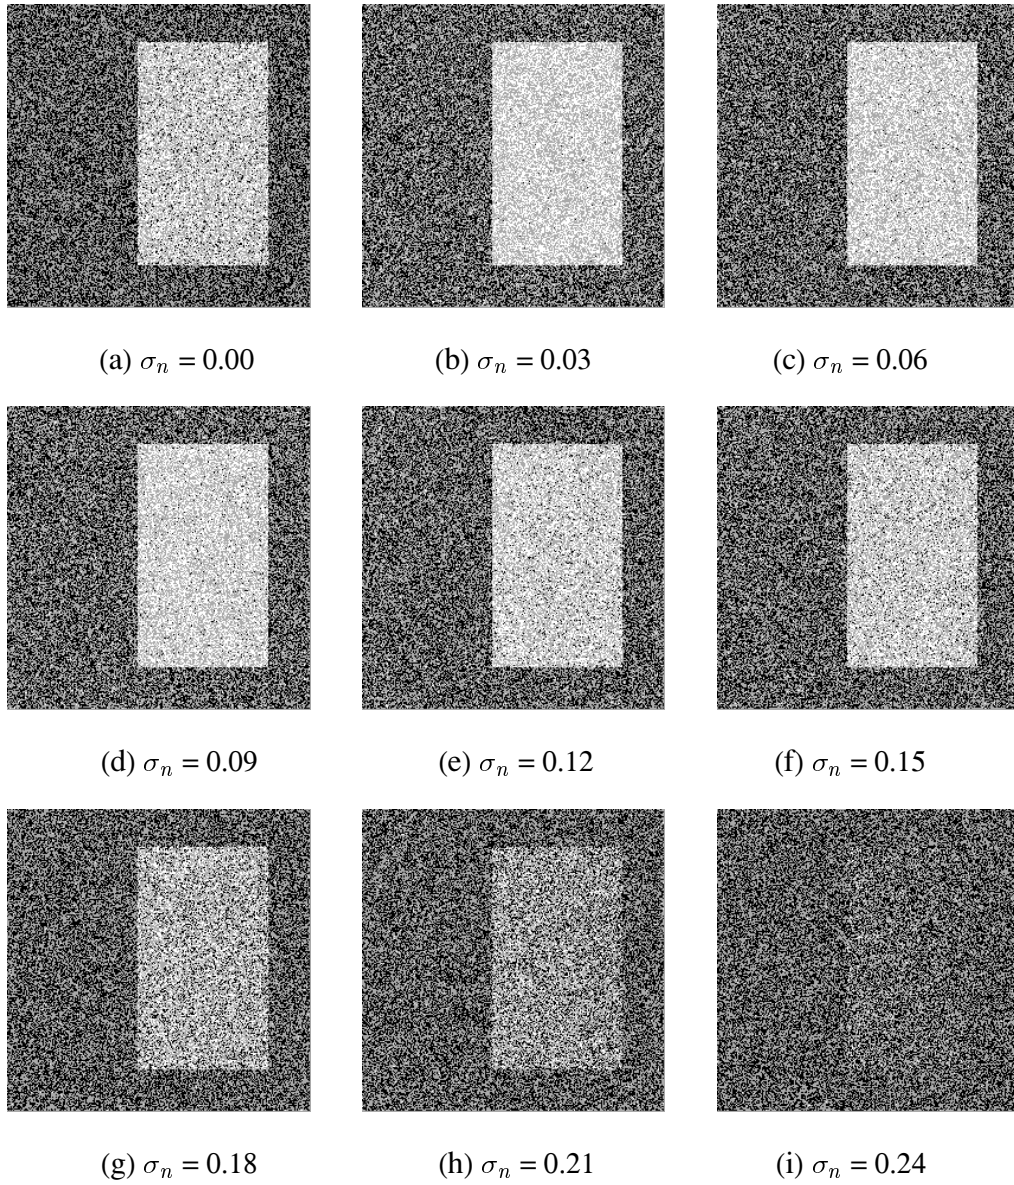 (a) σₙ = 0.00
(b) σₙ = 0.03
(c) σₙ = 0.06
(d) σₙ = 0.09
(e) σₙ = 0.12
(f) σₙ = 0.15
(g) σₙ = 0.18
(h) σₙ = 0.21
(i) σₙ = 0.24